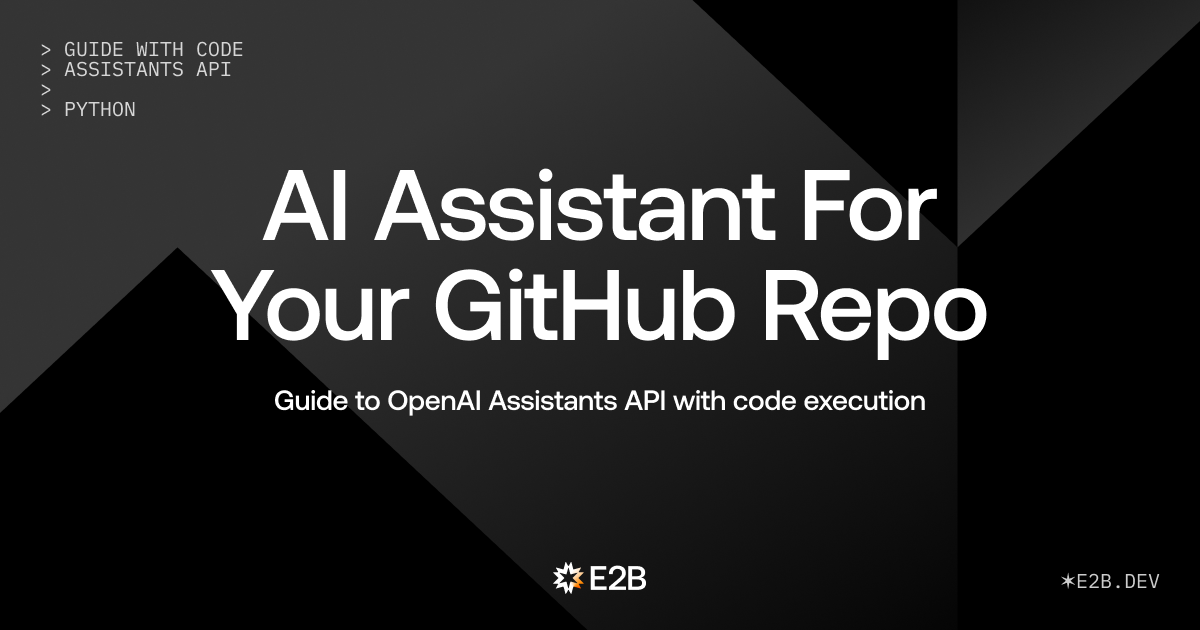 > GUIDE WITH CODE
> ASSISTANTS API
>
> PYTHON
AI Assistant For
Your GitHub Repo
Guide to OpenAI Assistants API with code execution
E2B
✶E2B.DEV